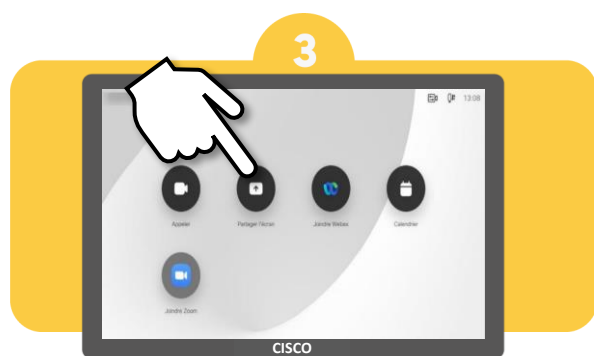 3
13:08
Appeler
Partager l'écran
Joindre Webex
Calendrier
Joindre Zoom
CISCO